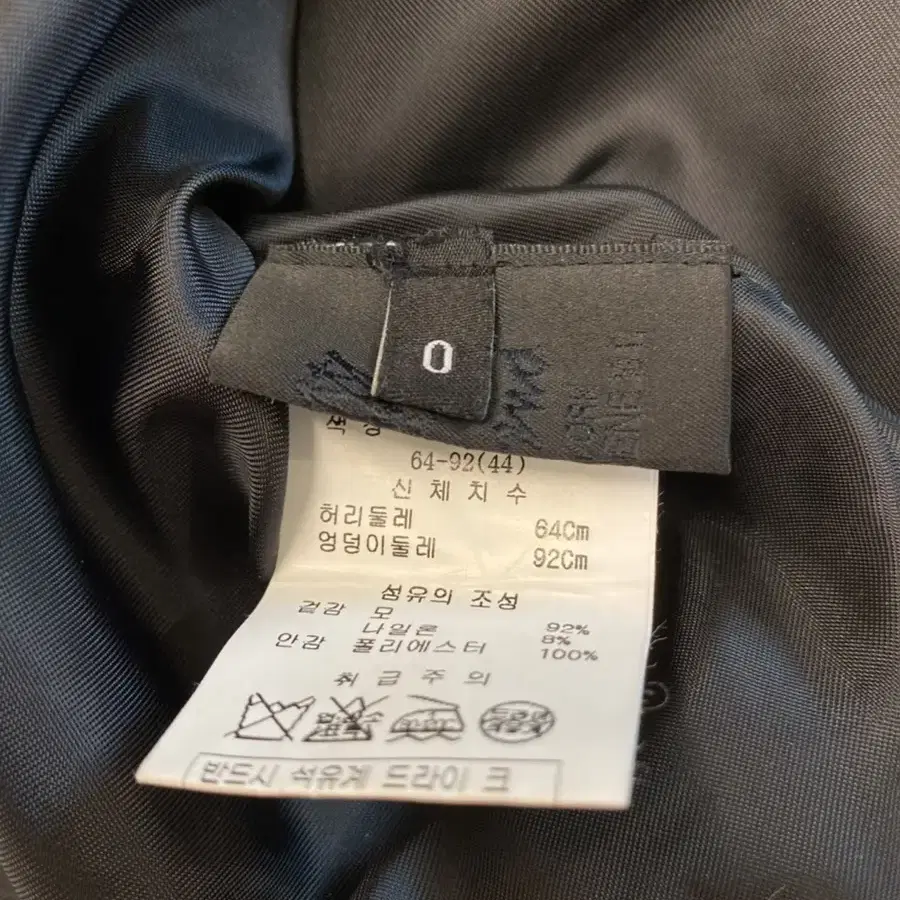 0
64-92(44)
신체치수
허리둘레 64Cm
엉덩이둘레 92Cm
섬유의 조성
겉감 모 92%
나일론 8%
안감 폴리에스터 100%
취급주의
반드시 석유계 드라이 크